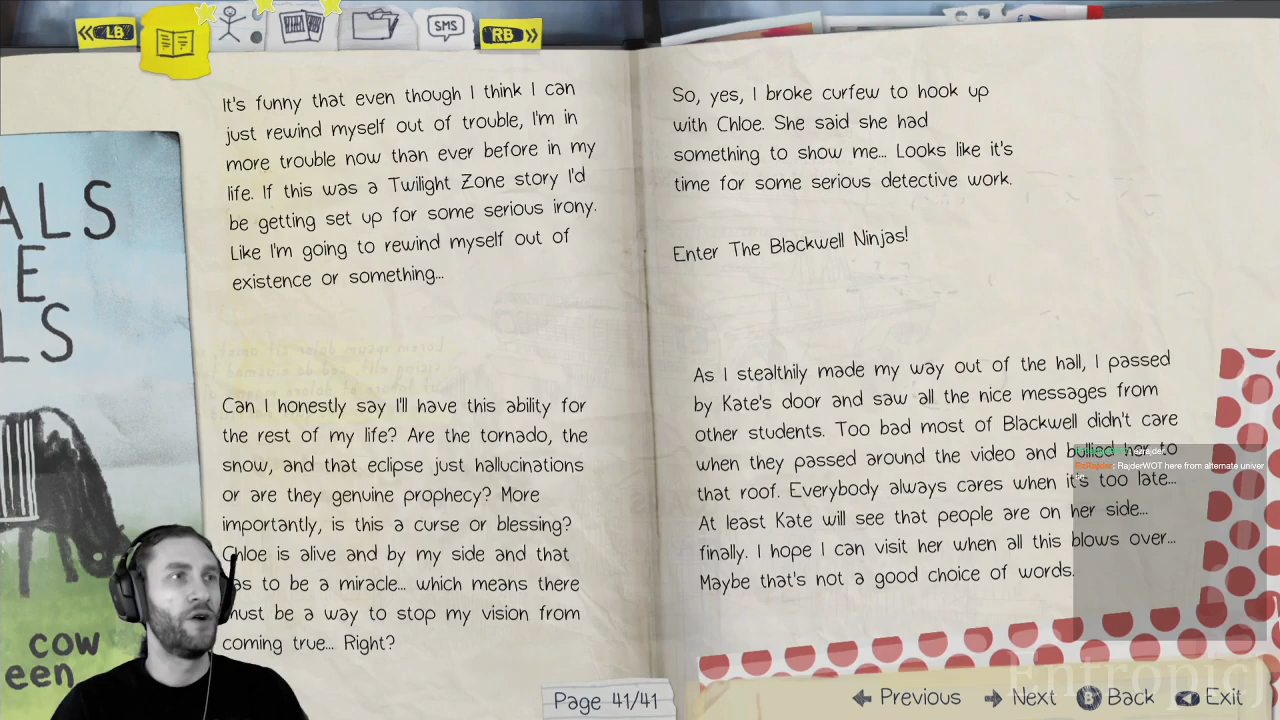 LB
SMS
RB
ALS
E
LS
cow
een
It's funny that even though I think I can
just rewind myself out of trouble, I'm in
more trouble now than ever before in my
life. If this was a Twilight Zone story I'd
be getting set up for some serious irony.
Like I'm going to rewind myself out of
existence or something...
Can I honestly say I'll have this ability for
the rest of my life? Are the tornado, the
snow, and that eclipse just hallucinations
or are they genuine prophecy? More
importantly, is this a curse or blessing?
Chloe is alive and by my side and that
has to be a miracle... which means there
must be a way to stop my vision from
coming true... Right?
So, yes, I broke curfew to hook up
with Chloe. She said she had
something to show me... Looks like it's
time for some serious detective work.
Enter The Blackwell Ninjas!
As I stealthily made my way out of the hall, I passed
by Kate's door and saw all the nice messages from
other students. Too bad most of Blackwell didn't care
when they passed around the video and bullied her to
that roof. Everybody always cares when it's too late...
At least Kate will see that people are on her side...
finally. I hope I can visit her when all this blows over...
Maybe that's not a good choice of words.
RajderWOT here from alternate univer
Page 41/41
Previous
Next
B Back
Exit
EntropicJ